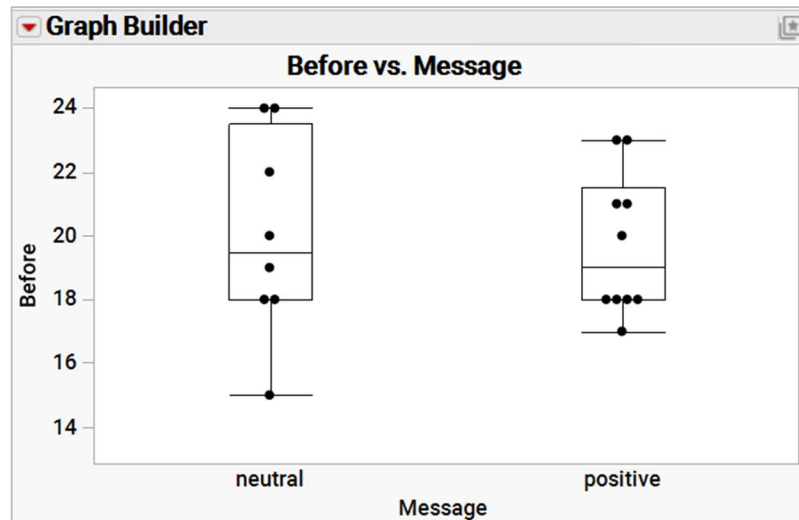 Graph Builder
Before vs. Message
24
22
20
18
16
14
Before
neutral positive
Message